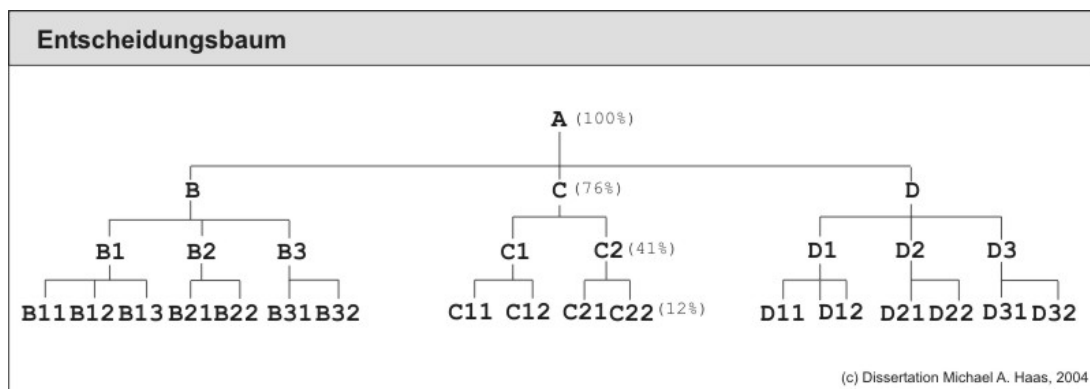 Entscheidungsbaum
A (100%)
B C (76%) D
B1 B2 B3 C1 C2 (41%) D1 D2 D3
B11 B12 B13 B21 B22 B31 B32 C11 C12 C21 C22 (12%) D11 D12 D21 D22 D31 D32
(c) Dissertation Michael A. Haas, 2004